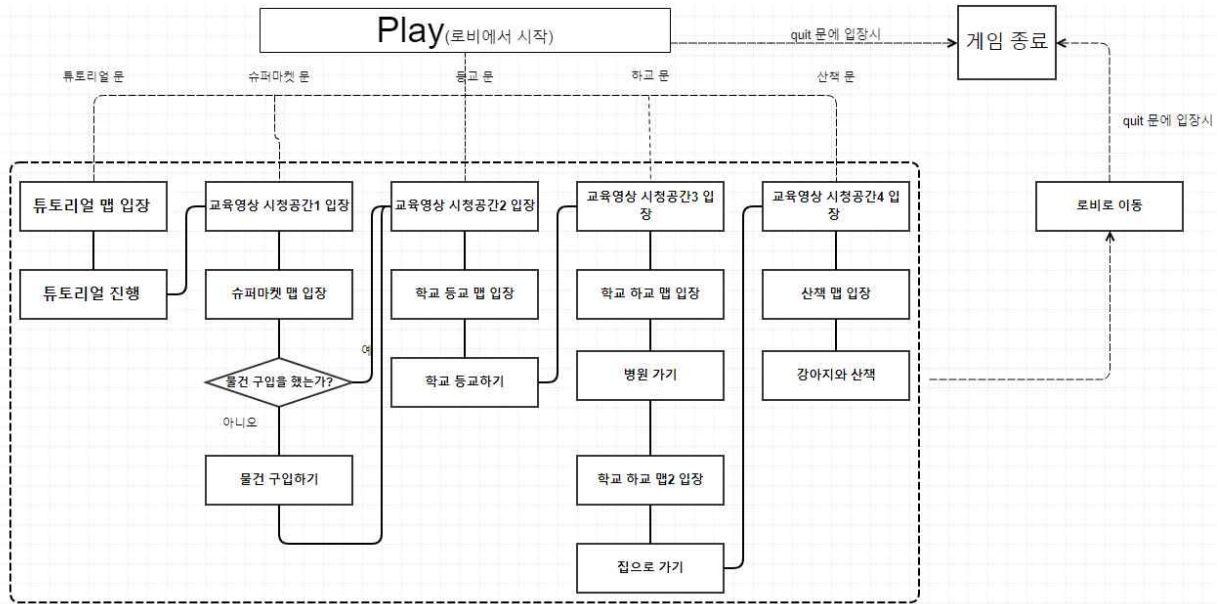 Play(로비에서 시작)
quit 문에 입장시
게임 종료
튜토리얼 문
슈퍼마켓 문
등교 문
하교 문
산책 문
quit 문에 입장시
튜토리얼 맵 입장
교육영상 시청공간1 입장
교육영상 시청공간2 입장
교육영상 시청공간3 입
장
교육영상 시청공간4 입
장
로비로 이동
튜토리얼 진행
슈퍼마켓 맵 입장
학교 등교 맵 입장
학교 하교 맵 입장
산책 맵 입장
예
물건 구입을 했는가?
학교 등교하기
병원 가기
강아지와 산책
아니오
물건 구입하기
학교 하교 맵2 입장
집으로 가기